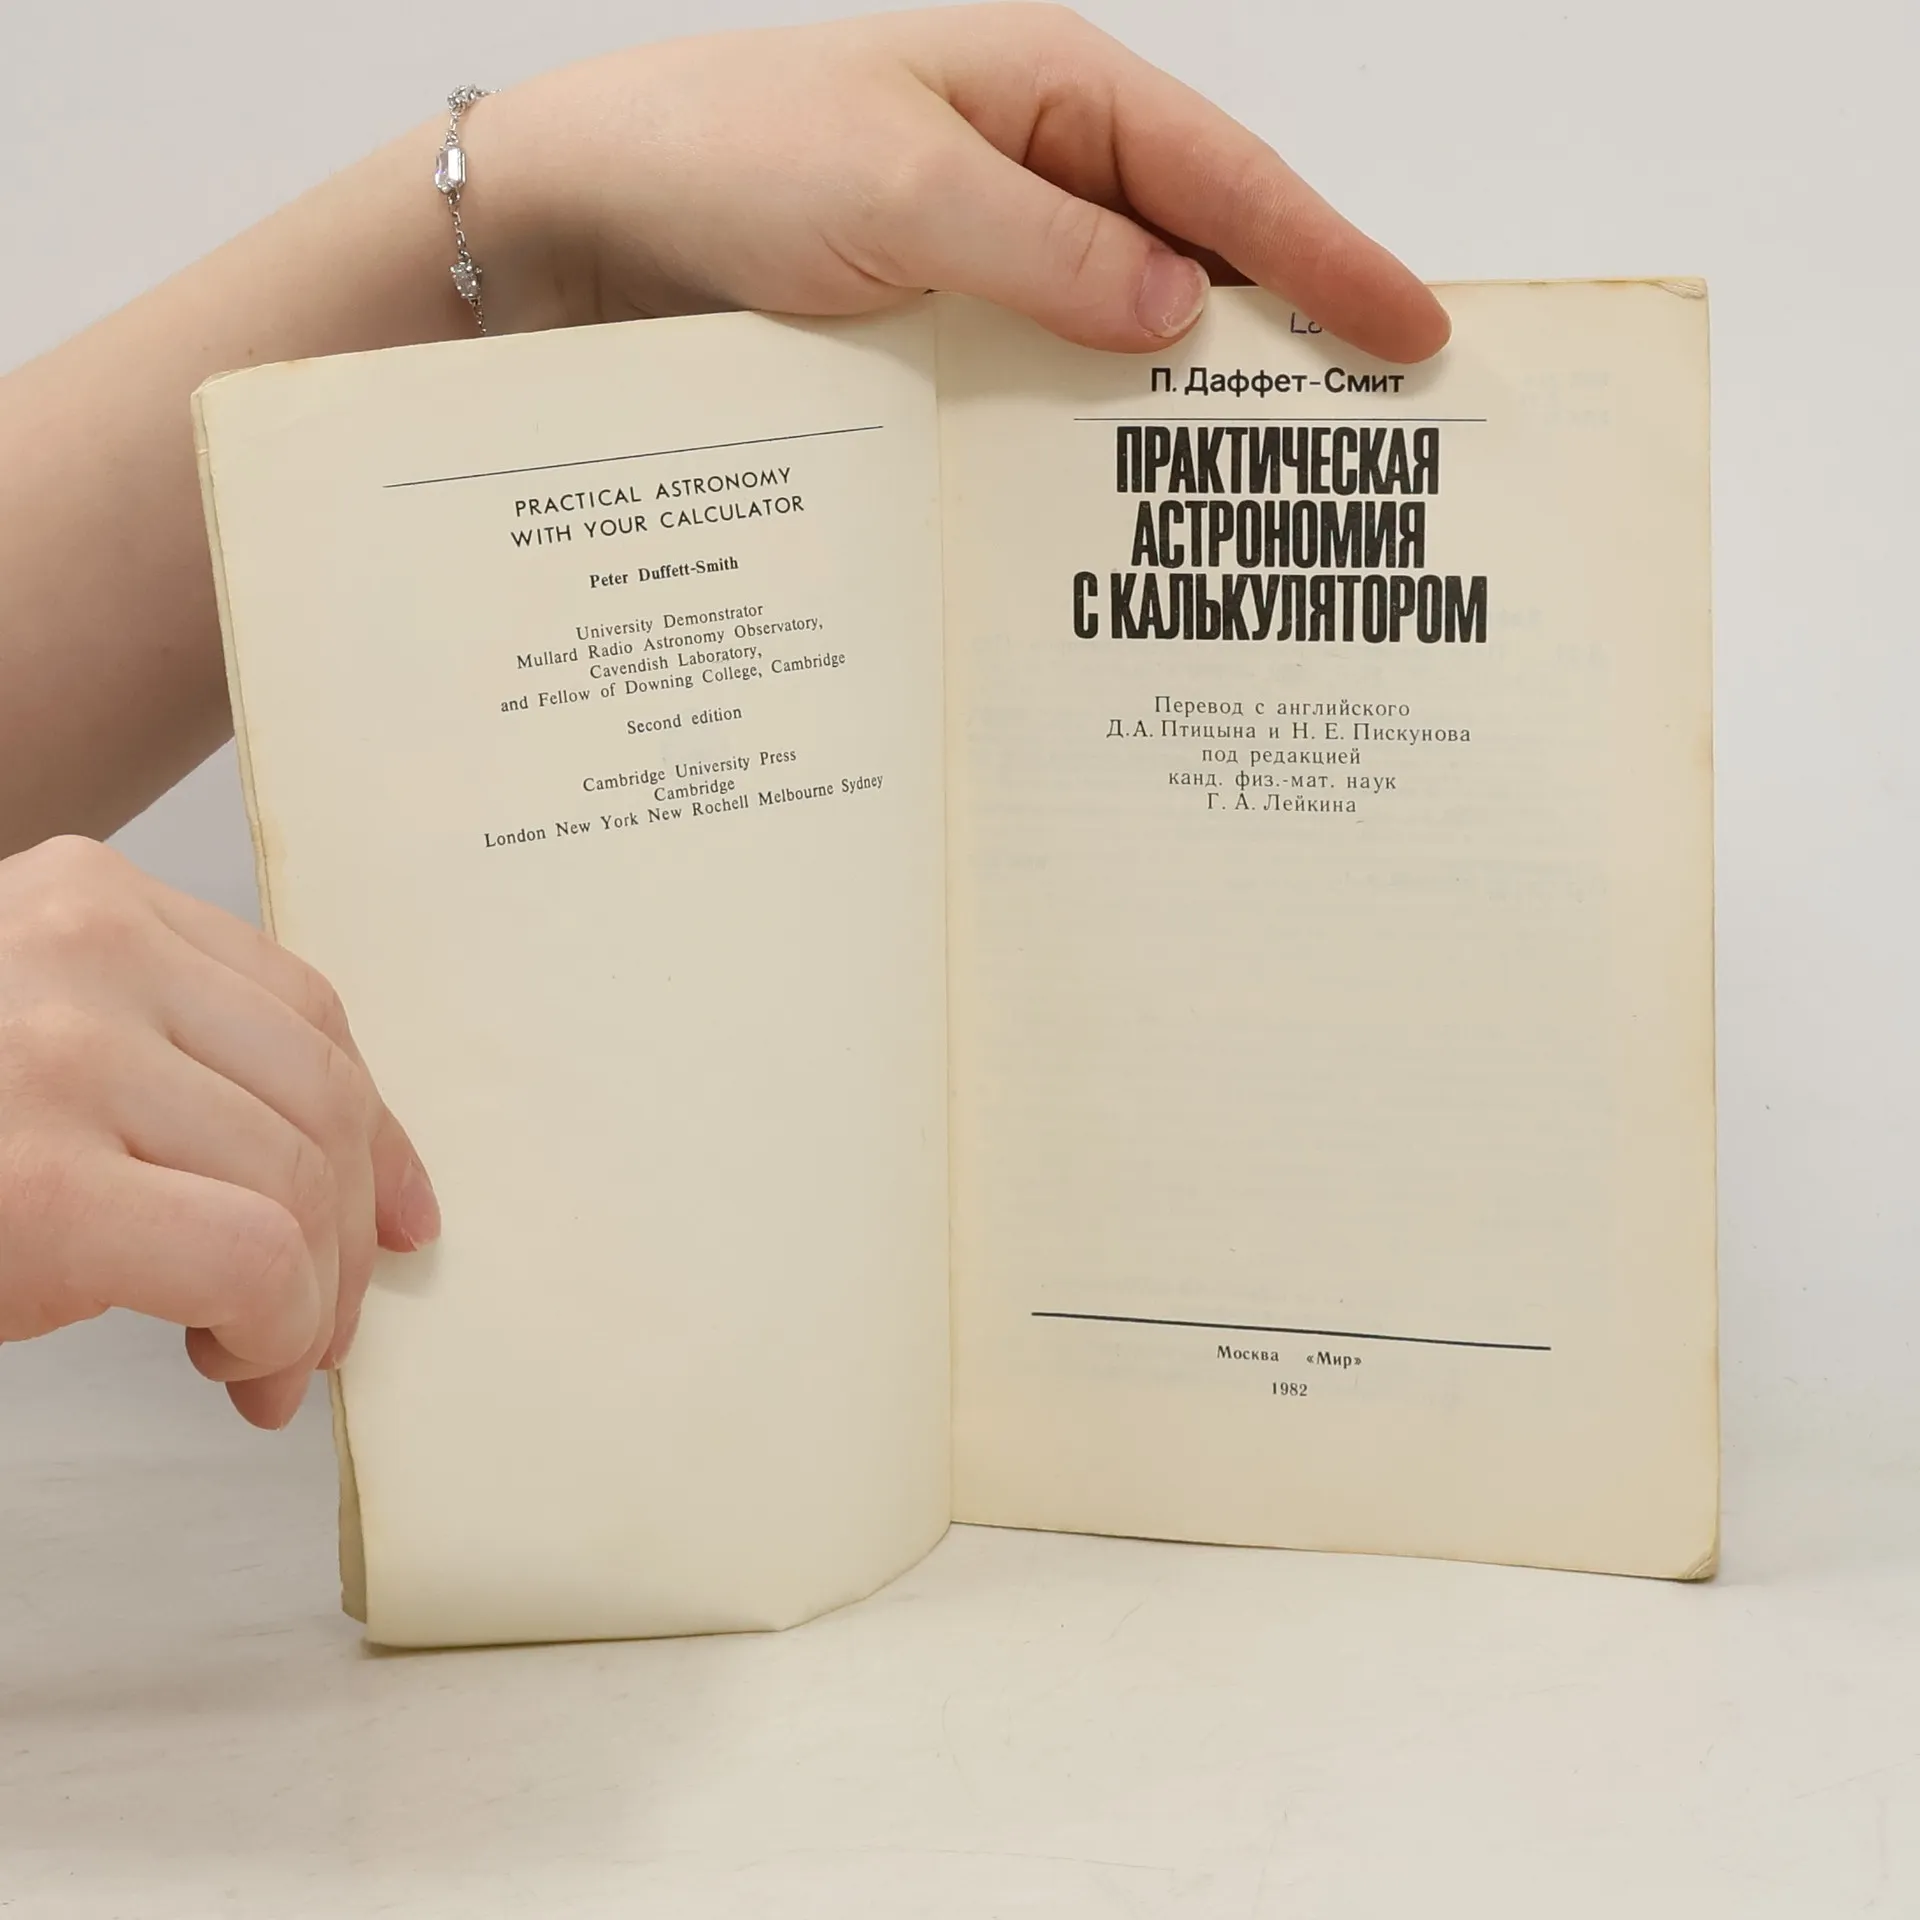 PRACTICAL ASTRONOMY
WITH YOUR CALCULATOR
Peter Duffett-Smith
University Demonstrator
Mullard Radio Astronomy Observatory,
Cavendish Laboratory,
and Fellow of Downing College, Cambridge
Second edition
Cambridge University Press
Cambridge
London New York New Rochell Melbourne Sydney
П. Даффет-Смит
ПРАКТИЧЕСКАЯ
АСТРОНОМИЯ
С КАЛЬКУЛЯТОРОМ
Перевод с английского
Д.А. Птицына и Н. Е. Пискунова
под редакцией
канд. физ.-мат. наук
Г. А. Лейкина
Москва «Мир»
1982